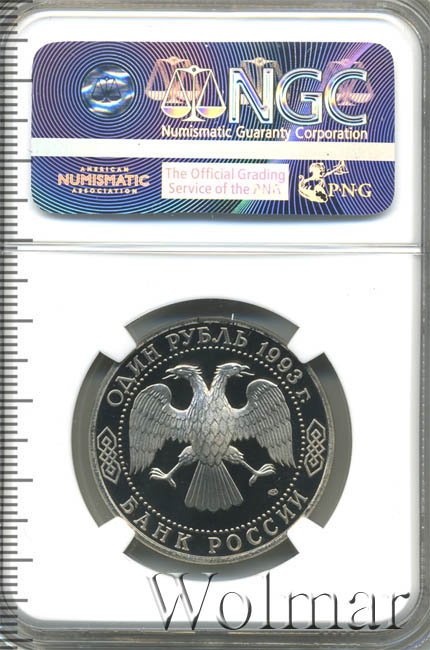 NGC
Numismatic Guaranty Corporation
AMERICAN
NUMISMATIC
ASSOCIATION
The Official Grading
Service of the PNG
PNG
ОДИН РУБЛЬ 1993 г.
БАНК РОССИИ
Wolmar